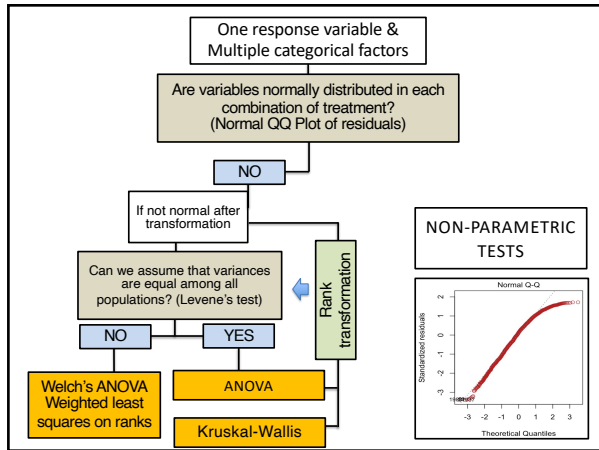 One response variable &
Multiple categorical factors
Are variables normally distributed in each
combination of treatment?
(Normal QQ Plot of residuals)
NO
If not normal after
transformation
Rank
transformation
Can we assume that variances
are equal among all
populations? (Levene's test)
NO
YES
Welch's ANOVA
Weighted least
squares on ranks
ANOVA
Kruskal-Wallis
NON-PARAMETRIC
TESTS
Normal Q-Q
Standardized residuals
2
1
0
-1
-2
-3
-3
-2
-1
0
1
2
3
Theoretical Quantiles